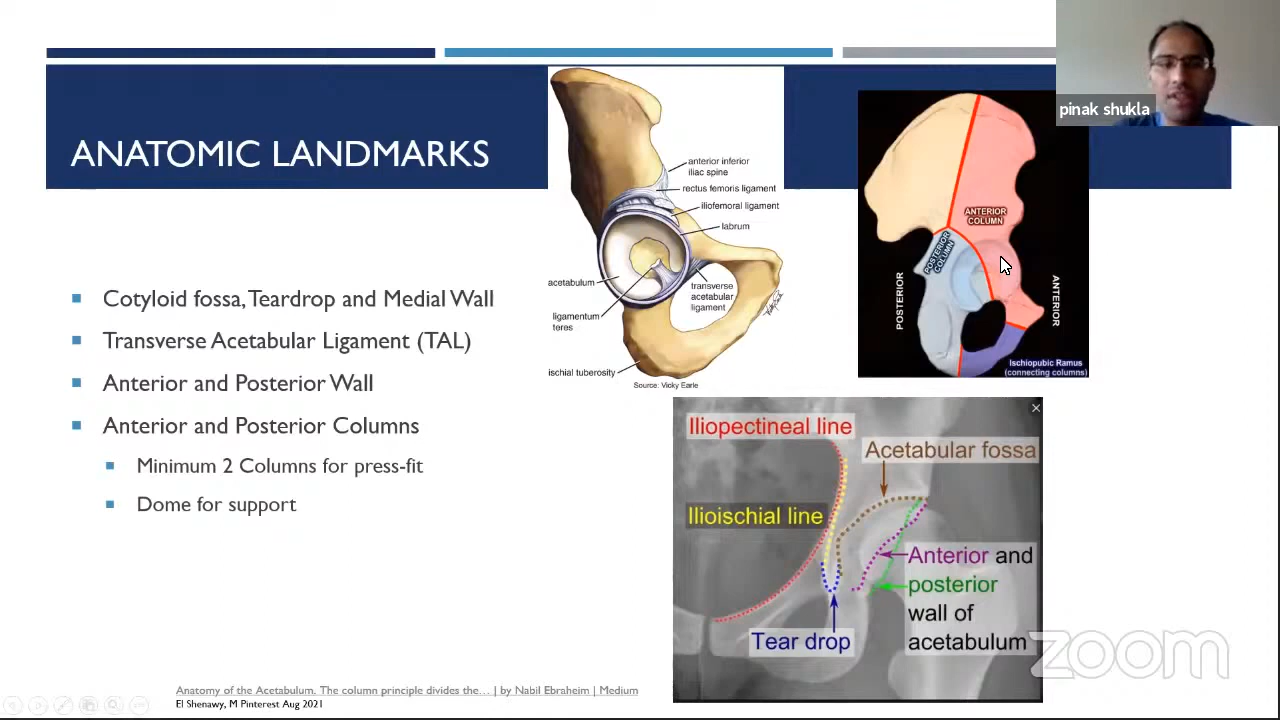 pinak shukla
ANATOMIC LANDMARKS
Cotyloid fossa, Teardrop and Medial Wall
Transverse Acetabular Ligament (TAL)
Anterior and Posterior Wall
Anterior and Posterior Columns
Minimum 2 Columns for press-fit
Dome for support
anterior inferior
iliac spine
rectus femoris ligament
iliofemoral ligament
labrum
acetabulum
transverse
acetabular
ligament
ligamentum
teres
ischial tuberosity
Source: Vicky Earle
ANTERIOR
COLUMN
POSTERIOR
COLUMN
POSTERIOR
ANTERIOR
Ischiopubic Ramus
(connecting columns)
Iliopectineal line
Acetabular fossa
Ilioischial line
Anterior and
posterior
wall of
acetabulum
Tear drop
zoom
Anatomy of the Acetabulum. The column principle divides the… | by Nabil Ebraheim | Medium
El Shenawy, M Pinterest Aug 2021